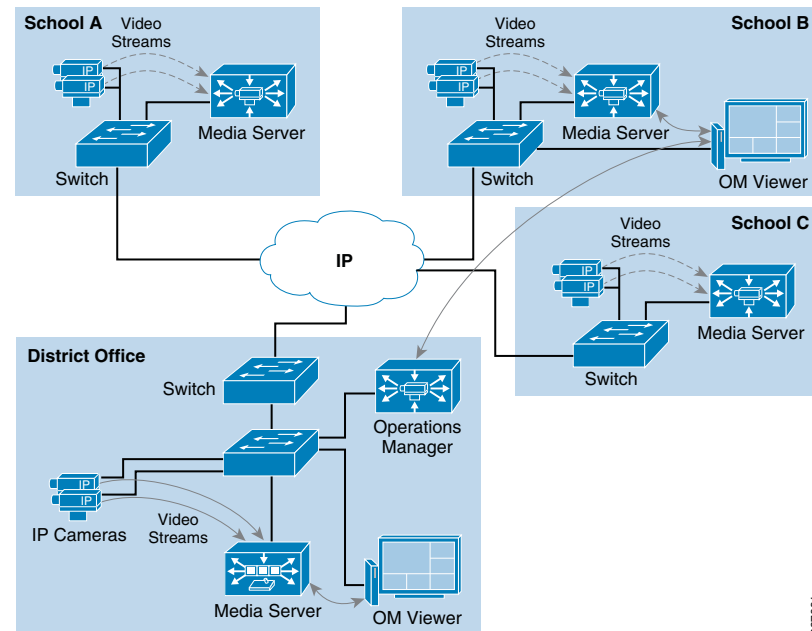 School A
Video
Streams
IP
IP
Media Server
Switch
School B
Video
Streams
IP
IP
Media Server
Switch
OM Viewer
IP
School C
Video
Streams
IP
IP
Media Server
Switch
District Office
Switch
Operations
Manager
IP
IP
IP Cameras
Video
Streams
Media Server
OM Viewer